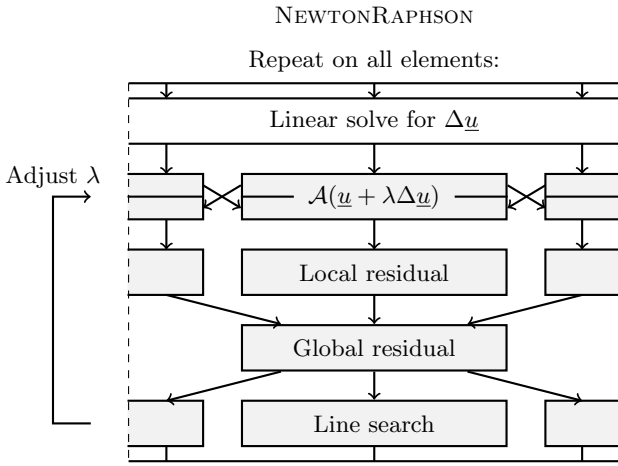 NEWTONRAPHSON
Repeat on all elements:
Linear solve for Δu̲
Adjust λ
𝒜(u̲ + λΔu̲)
Local residual
Global residual
Line search